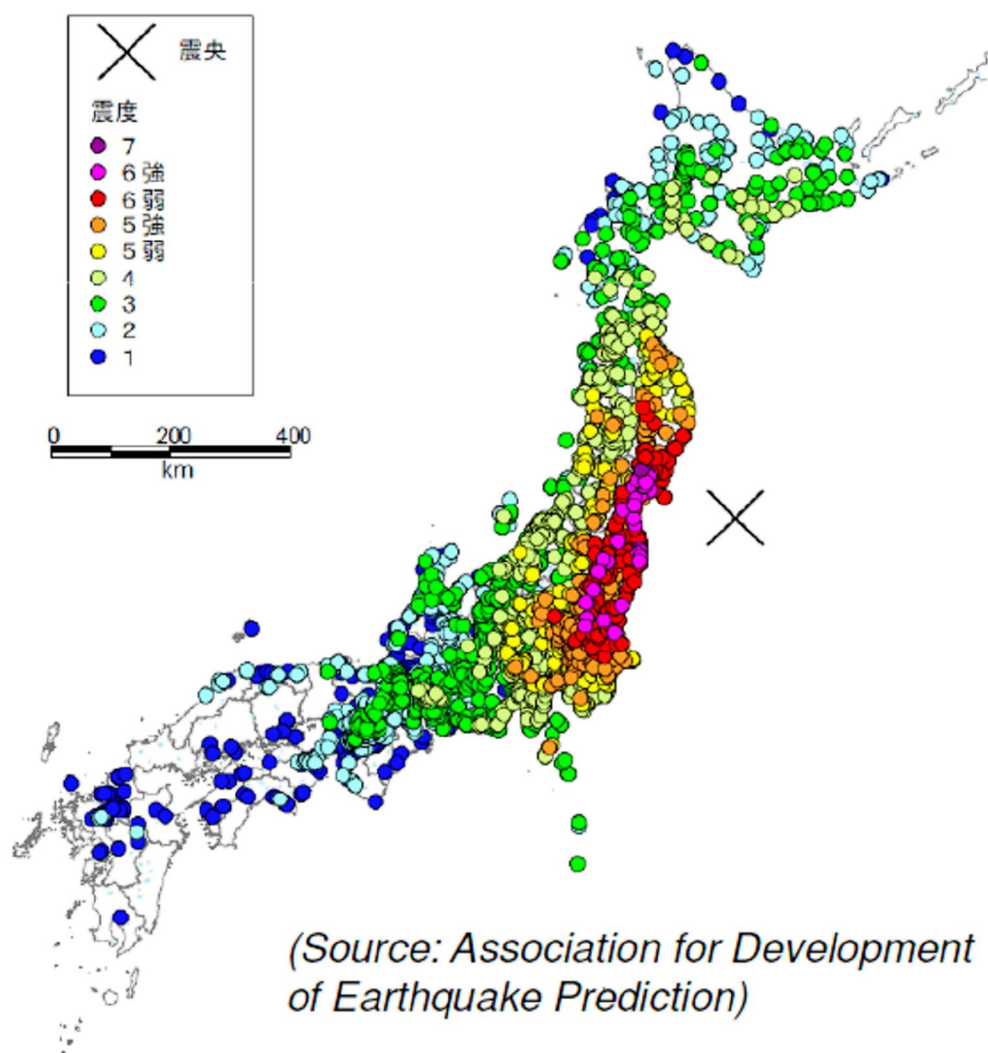 震央
震度
7
6強
6弱
5強
5弱
4
3
2
1
0 200 400
km
(Source: Association for Development
of Earthquake Prediction)